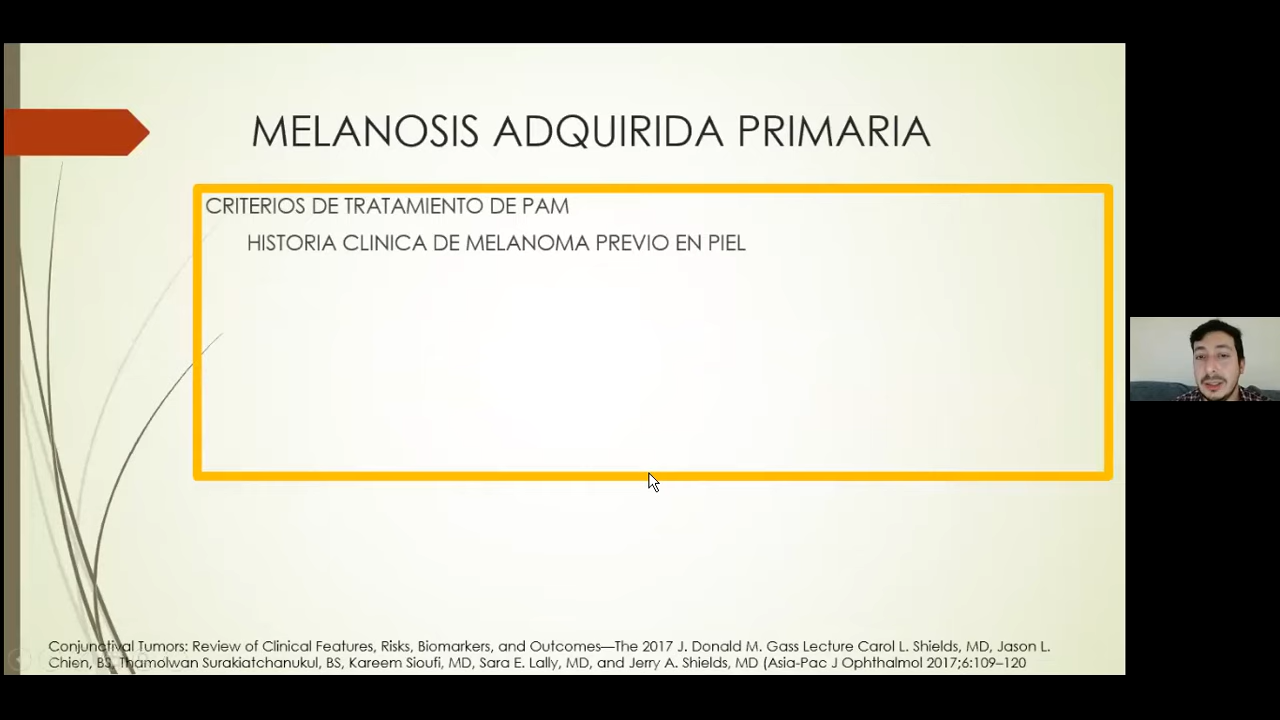 MELANOSIS ADQUIRIDA PRIMARIA
CRITERIOS DE TRATAMIENTO DE PAM
HISTORIA CLINICA DE MELANOMA PREVIO EN PIEL
Conjunctival Tumors: Review of Clinical Features, Risks, Biomarkers, and Outcomes—The 2017 J. Donald M. Gass Lecture Carol L. Shields, MD, Jason L.
Chien, BS, Thamolwan Surakiatchanukul, BS, Kareem Sioufi, MD, Sara E. Lally, MD, and Jerry A. Shields, MD (Asia-Pac J Ophthalmol 2017;6:109–120